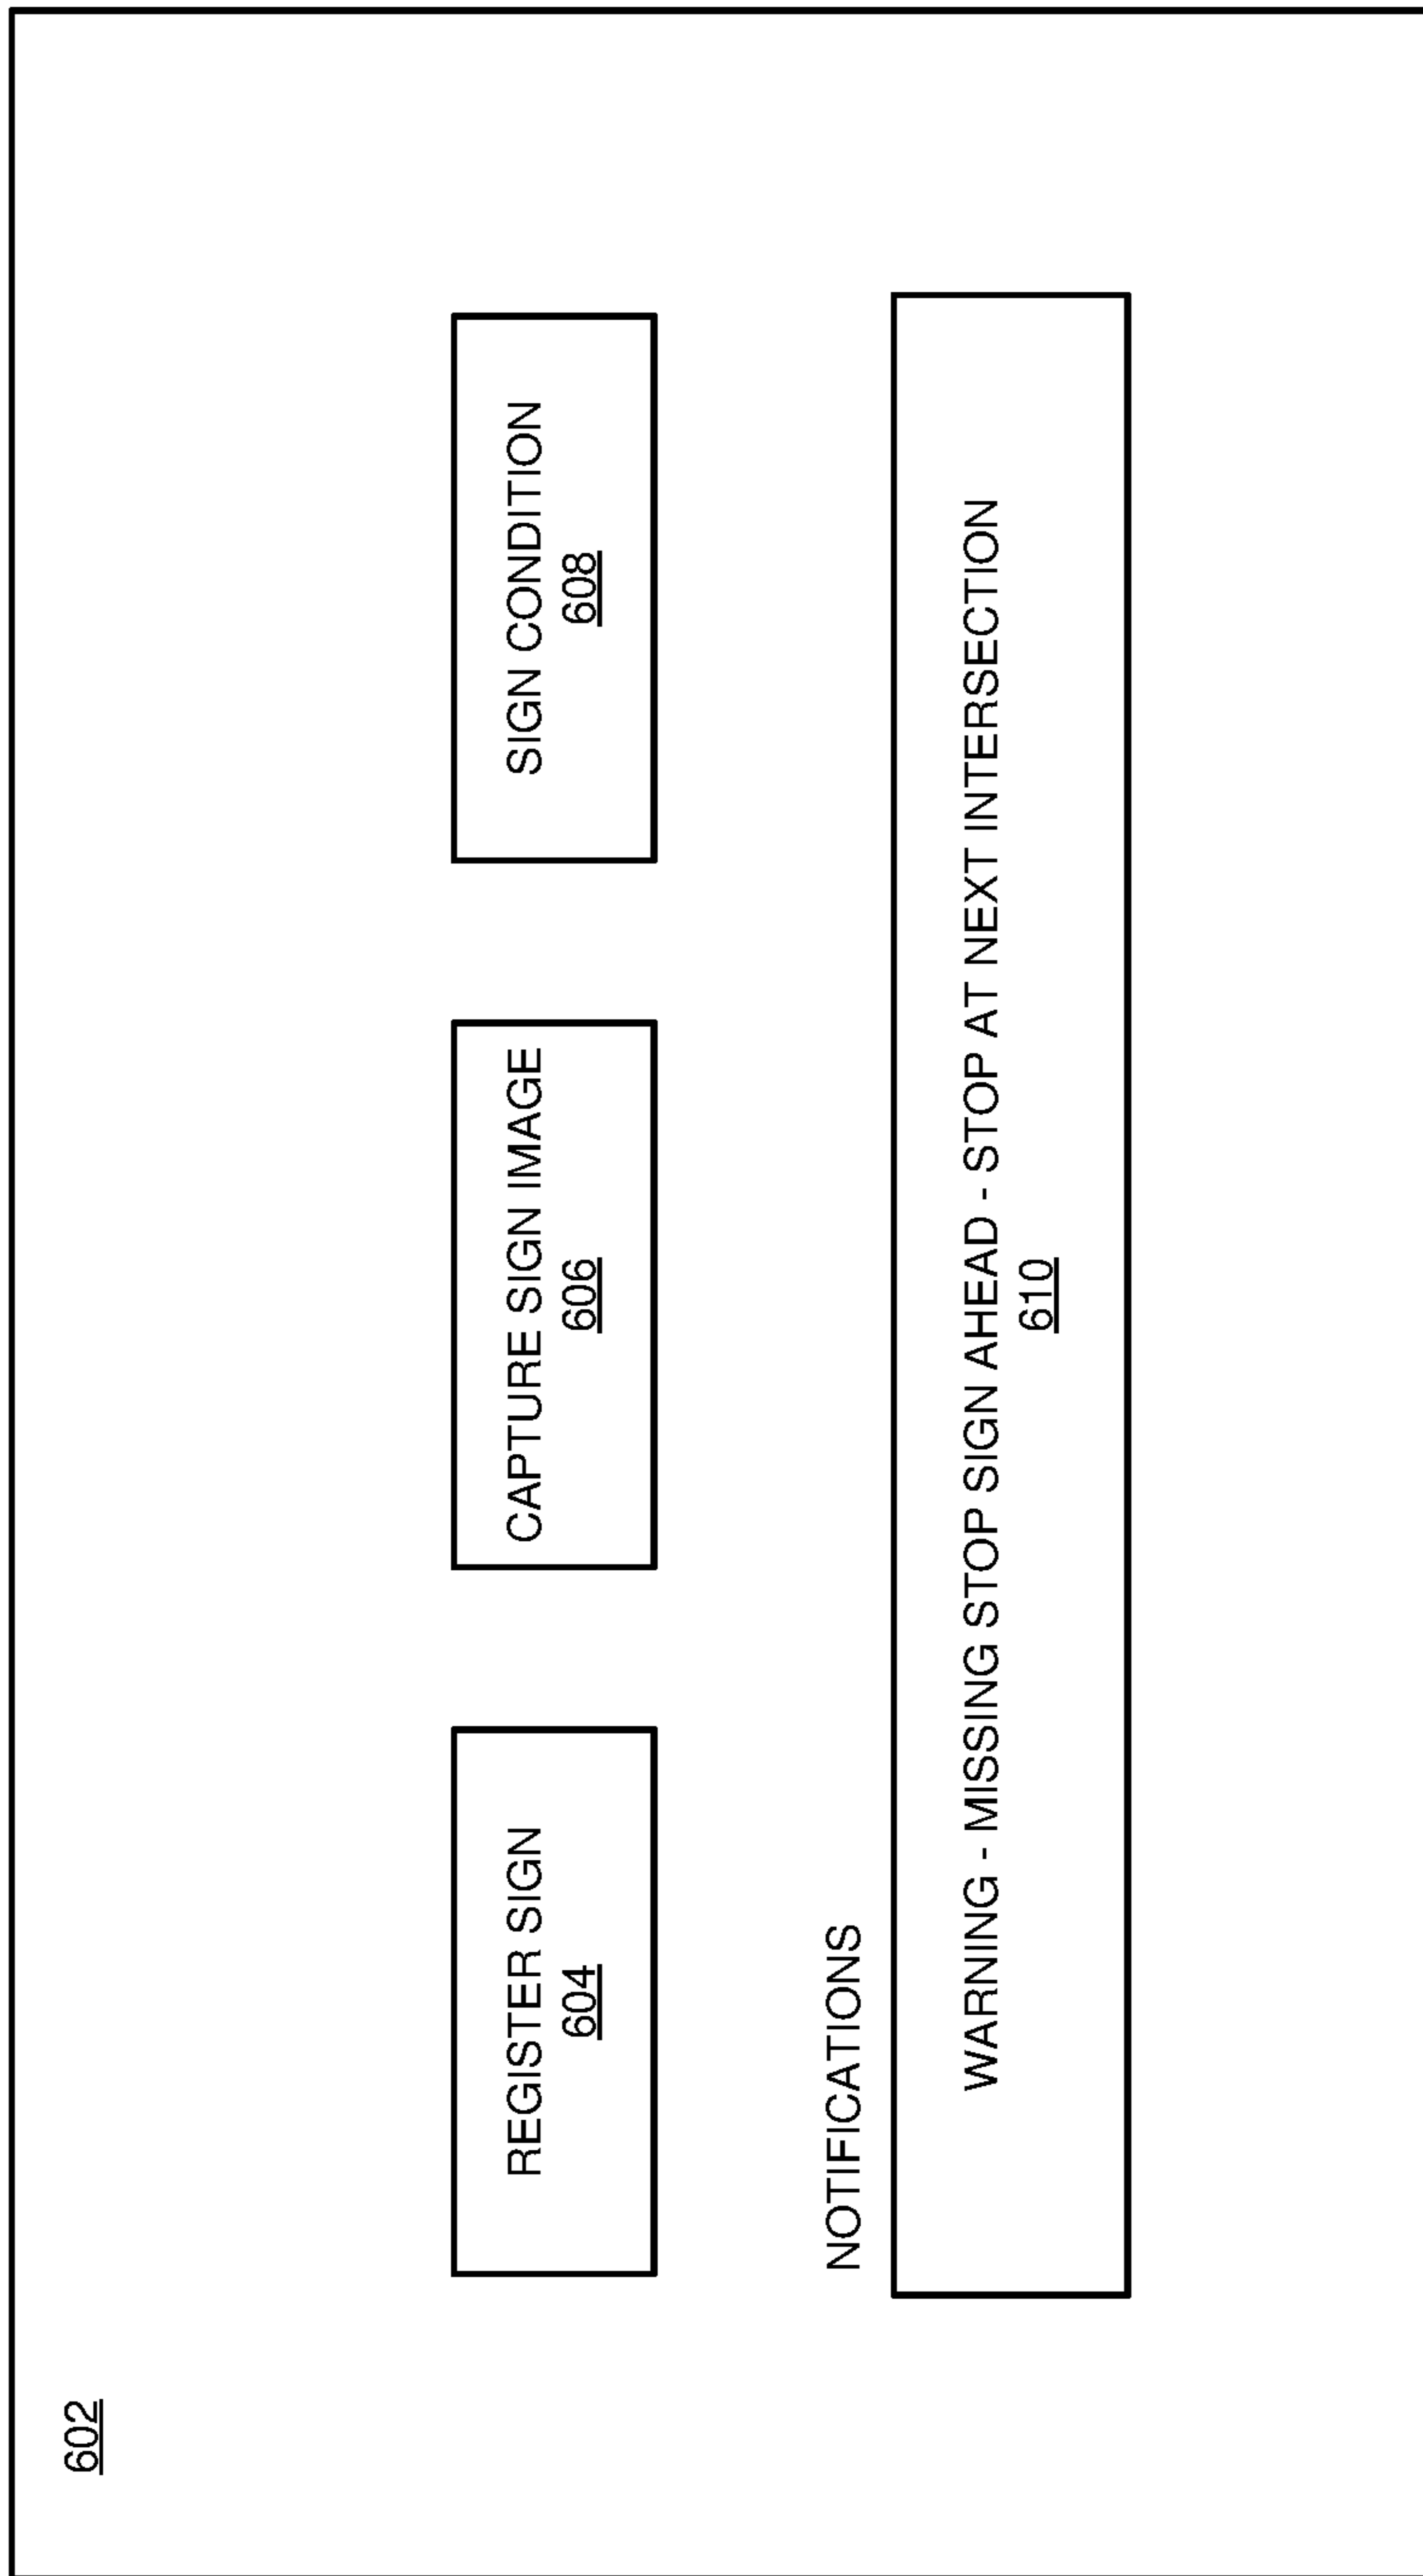 602
REGISTER SIGN
604
CAPTURE SIGN IMAGE
606
SIGN CONDITION
608
NOTIFICATIONS
WARNING - MISSING STOP SIGN AHEAD - STOP AT NEXT INTERSECTION
610